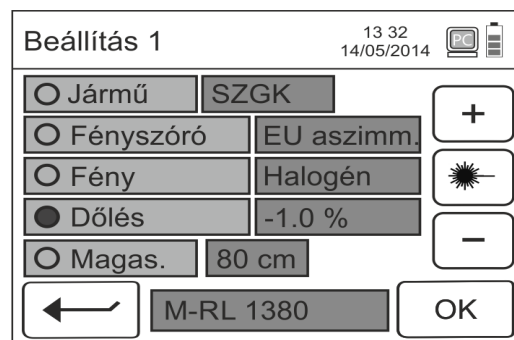 Beállítás 1
13 32
14/05/2014
PC
Jármű SZGK
Fényszóró EU aszimm.
Fény Halogén
Dőlés -1.0 %
Magas. 80 cm
+
−
M-RL 1380 OK